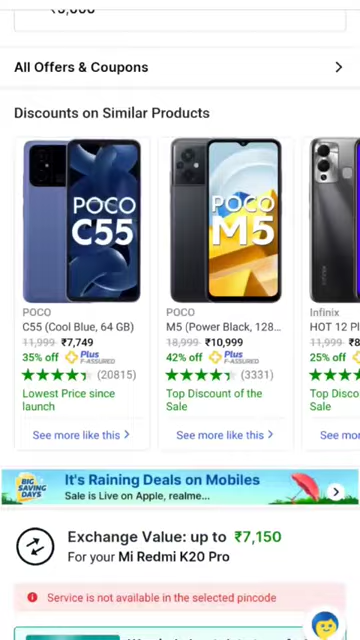 All Offers & Coupons
Discounts on Similar Products
POCO
C55
POCO
M5
Infinix
POCO
C55 (Cool Blue, 64 GB)
11,999 ₹7,749
35% off Plus
F-ASSURED
(20815)
Lowest Price since
launch
See more like this
POCO
M5 (Power Black, 128...
18,999 ₹10,999
42% off Plus
F-ASSURED
(3331)
Top Discount of the
Sale
See more like this
Infinix
HOT 12 Pl
11,999 ₹8
25% off
Top Disco
Sale
See mo
BIG
SAVING
DAYS
It's Raining Deals on Mobiles
Sale is Live on Apple, realme...
Exchange Value: up to ₹7,150
For your Mi Redmi K20 Pro
Service is not available in the selected pincode